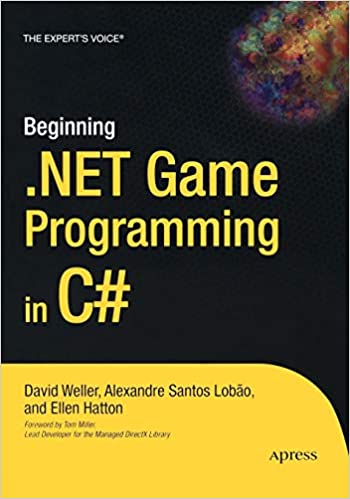 THE EXPERT'S VOICE®
Beginning
.NET Game
Programming
in C#
David Weller, Alexandre Santos Lobão,
and Ellen Hatton
Foreword by Tom Miller,
Lead Developer for the Managed DirectX Library
Apress